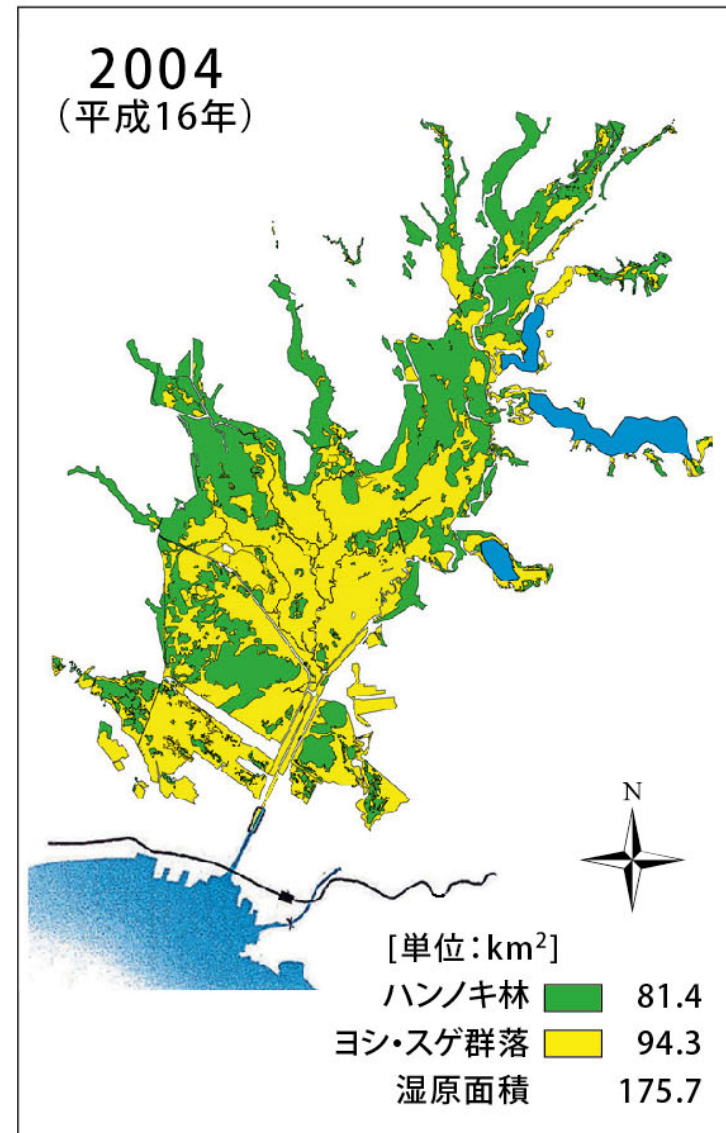 2004
（平成16年）
N
[単位：km²]
ハンノキ林 81.4
ヨシ・スゲ群落 94.3
湿原面積 175.7